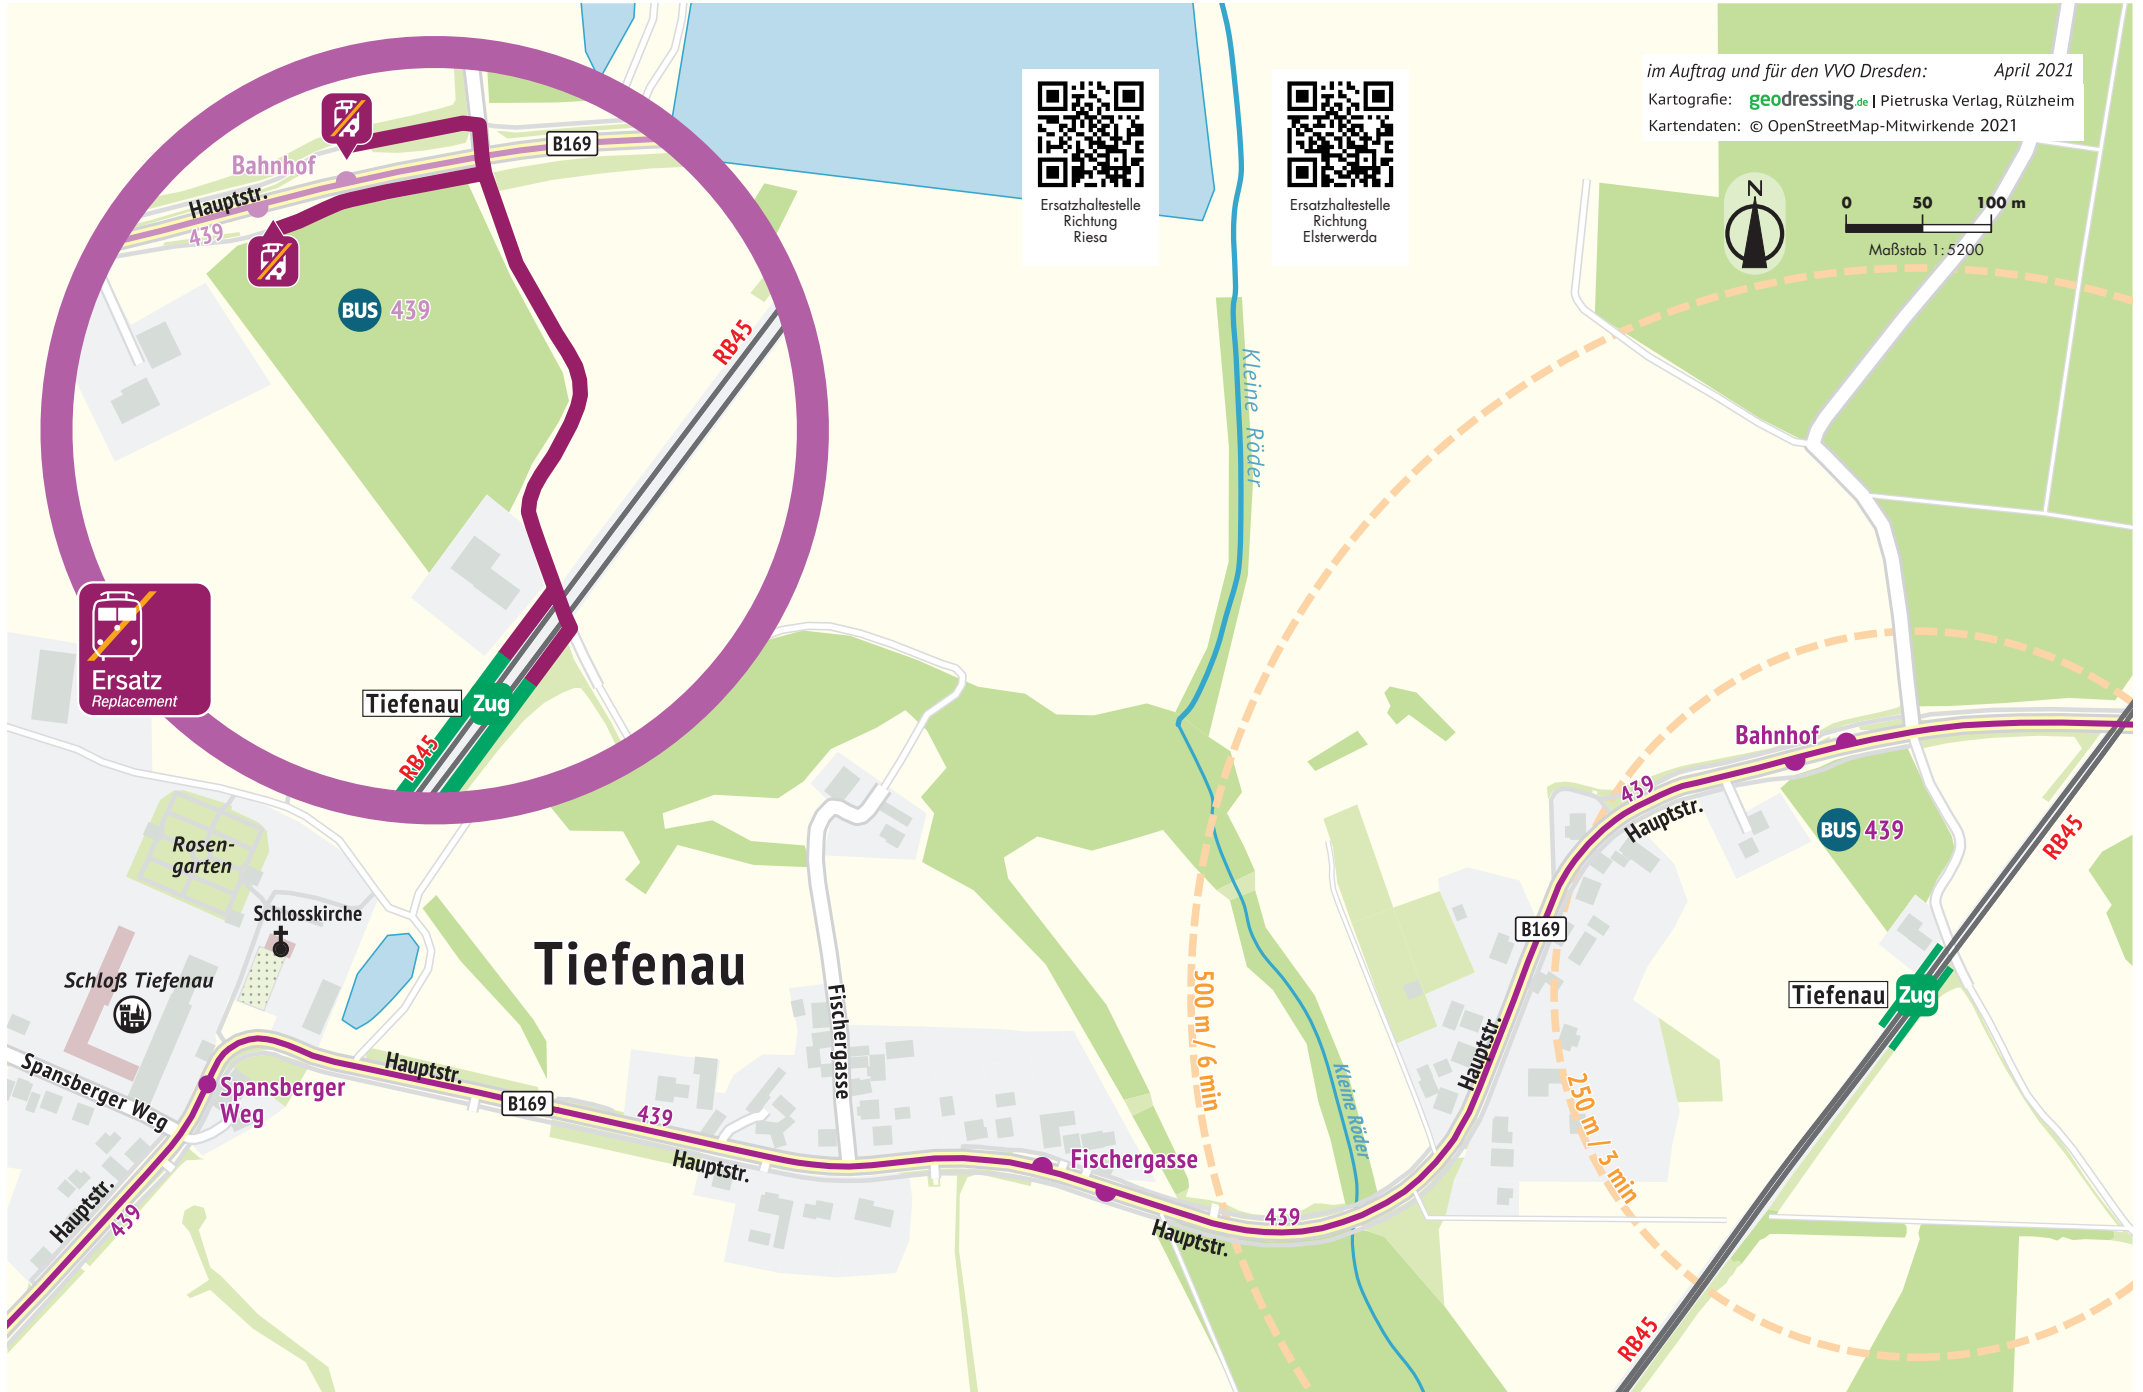 im Auftrag und für den VVO Dresden: April 2021
Kartografie: geodressing.de | Pietruska Verlag, Rülzheim
Kartendaten: © OpenStreetMap-Mitwirkende 2021
N
0 50 100 m
Maßstab 1:5200
Ersatzhaltestelle
Richtung
Riesa
Ersatzhaltestelle
Richtung
Elsterwerda
B169
Bahnhof
Hauptstr.
439
BUS 439
RB45
Ersatz
Replacement
Tiefenau Zug
RB45
Kleine Röder
Bahnhof
439
Hauptstr.
BUS 439
RB45
B169
Tiefenau Zug
Rosen-
garten
Schlosskirche
Schloß Tiefenau
Tiefenau
Fischergasse
500 m / 6 min
250 m / 3 min
Hauptstr.
Kleine Röder
Spansberger Weg
Spansberger
Weg
Hauptstr.
B169
439
Hauptstr.
Fischergasse
439
Hauptstr.
Hauptstr.
439
RB45